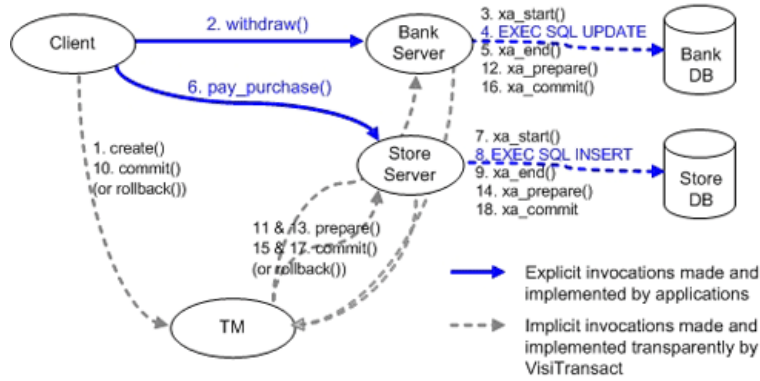 Client
2. withdraw()
Bank
Server
3. xa_start()
4. EXEC SQL UPDATE
5. xa_end()
12. xa_prepare()
16. xa_commit()
Bank
DB
6. pay_purchase()
1. create()
10. commit()
(or rollback())
Store
Server
7. xa_start()
8. EXEC SQL INSERT
9. xa_end()
14. xa_prepare()
18. xa_commit
Store
DB
11 & 13. prepare()
15 & 17. commit()
(or rollback())
TM
Explicit invocations made and
implemented by applications
Implicit invocations made and
implemented transparently by
VisiTransact